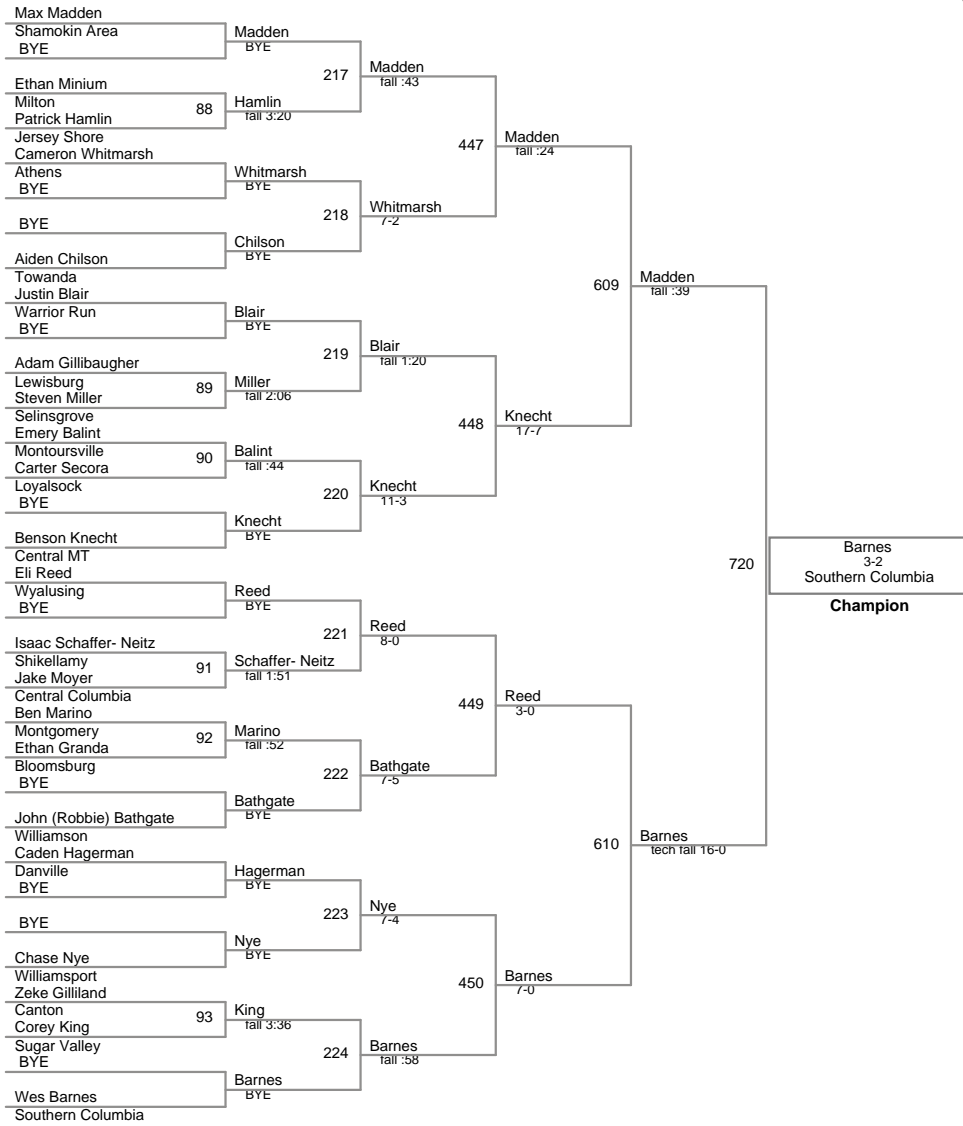 Max Madden
Shamokin Area
BYE
Ethan Minium
Milton
88
Patrick Hamlin
Jersey Shore
Cameron Whitmarsh
Athens
BYE
BYE
Aiden Chilson
Towanda
Justin Blair
Warrior Run
BYE
Adam Gillibaugher
Lewisburg
89
Steven Miller
Selinsgrove
Emery Balint
Montoursville
90
Carter Secora
Loyalsock
BYE
Benson Knecht
Central MT
Eli Reed
Wyalusing
BYE
Isaac Schaffer- Neitz
Shikellamy
91
Jake Moyer
Central Columbia
Ben Marino
Montgomery
92
Ethan Granda
Bloomsburg
BYE
John (Robbie) Bathgate
Williamson
Caden Hagerman
Danville
BYE
BYE
Chase Nye
Williamsport
Zeke Gilliland
Canton
93
Corey King
Sugar Valley
BYE
Wes Barnes
Southern Columbia
Madden
BYE
217
Hamlin
fall 3:20
Whitmarsh
BYE
218
Chilson
BYE
Blair
BYE
219
Miller
fall 2:06
Balint
fall :44
220
Knecht
BYE
Reed
BYE
221
Schaffer- Neitz
fall 1:51
Marino
fall :52
222
Bathgate
BYE
Hagerman
BYE
223
Nye
BYE
King
fall 3:36
224
Barnes
BYE
Madden
fall :43
447
Whitmarsh
7-2
Blair
fall 1:20
448
Knecht
11-3
Reed
8-0
449
Bathgate
7-5
Nye
7-4
450
Barnes
fall :58
Madden
fall :24
609
Knecht
17-7
Reed
3-0
610
Barnes
7-0
Madden
fall :39
720
Barnes
tech fall 16-0
Barnes
3-2
Southern Columbia
Champion